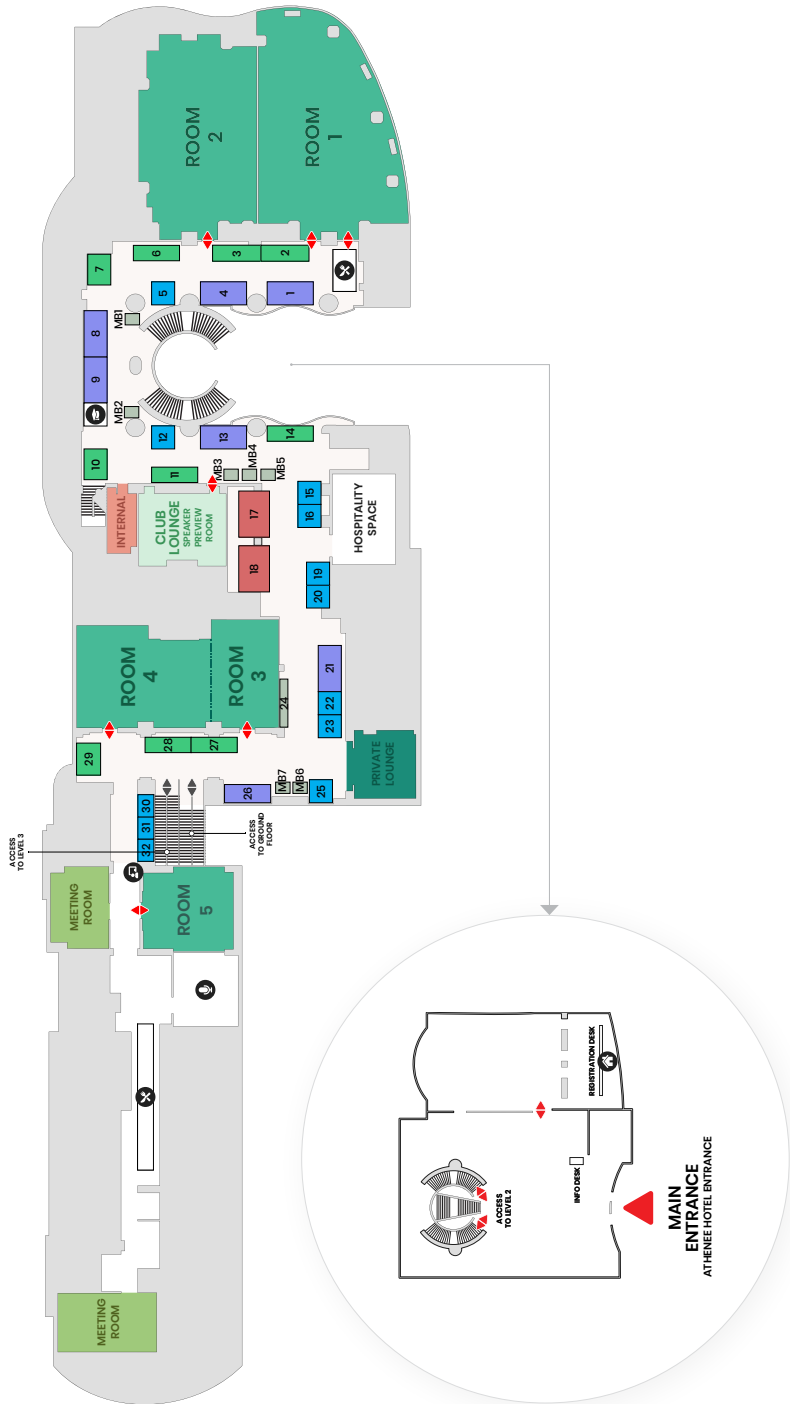 ROOM
2
ROOM
1
6
3
2
7
5
4
1
MB1
8
9
MB2
12
13
14
10
11
MB3
MB4
MB5
INTERNAL
CLUB
LOUNGE
SPEAKER
PREVIEW
ROOM
17
18
15
16
HOSPITALITY
SPACE
19
20
ROOM
4
ROOM
3
21
22
23
24
29
28
27
PRIVATE
LOUNGE
26
MB7
MB6
25
30
31
32
ACCESS
TO LEVEL 3
ACCESS
TO GROUND
FLOOR
MEETING
ROOM
ROOM
5
MEETING
ROOM
REGISTRATION DESK
INFO DESK
ACCESS
TO LEVEL 2
MAIN
ENTRANCE
ATHENEE HOTEL ENTRANCE